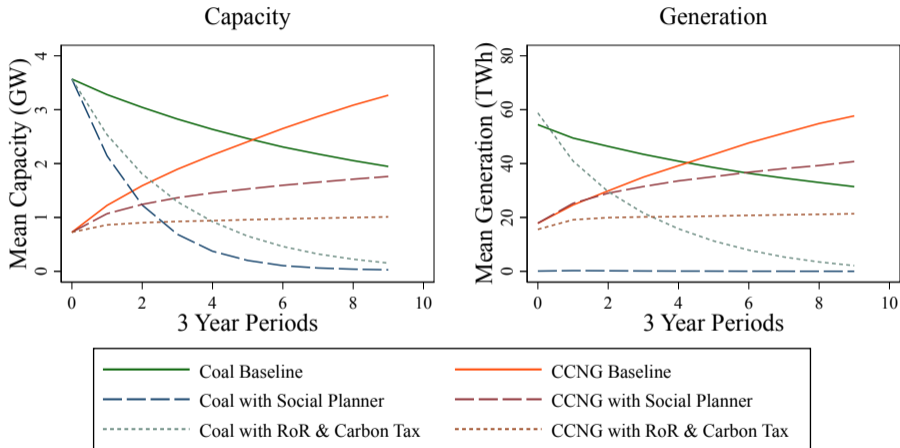 Capacity
Mean Capacity (GW)
4
3
2
1
0
0 2 4 6 8 10
3 Year Periods
Generation
Mean Generation (TWh)
80
60
40
20
0
0 2 4 6 8 10
3 Year Periods
Coal Baseline
CCNG Baseline
Coal with Social Planner
CCNG with Social Planner
Coal with RoR & Carbon Tax
CCNG with RoR & Carbon Tax